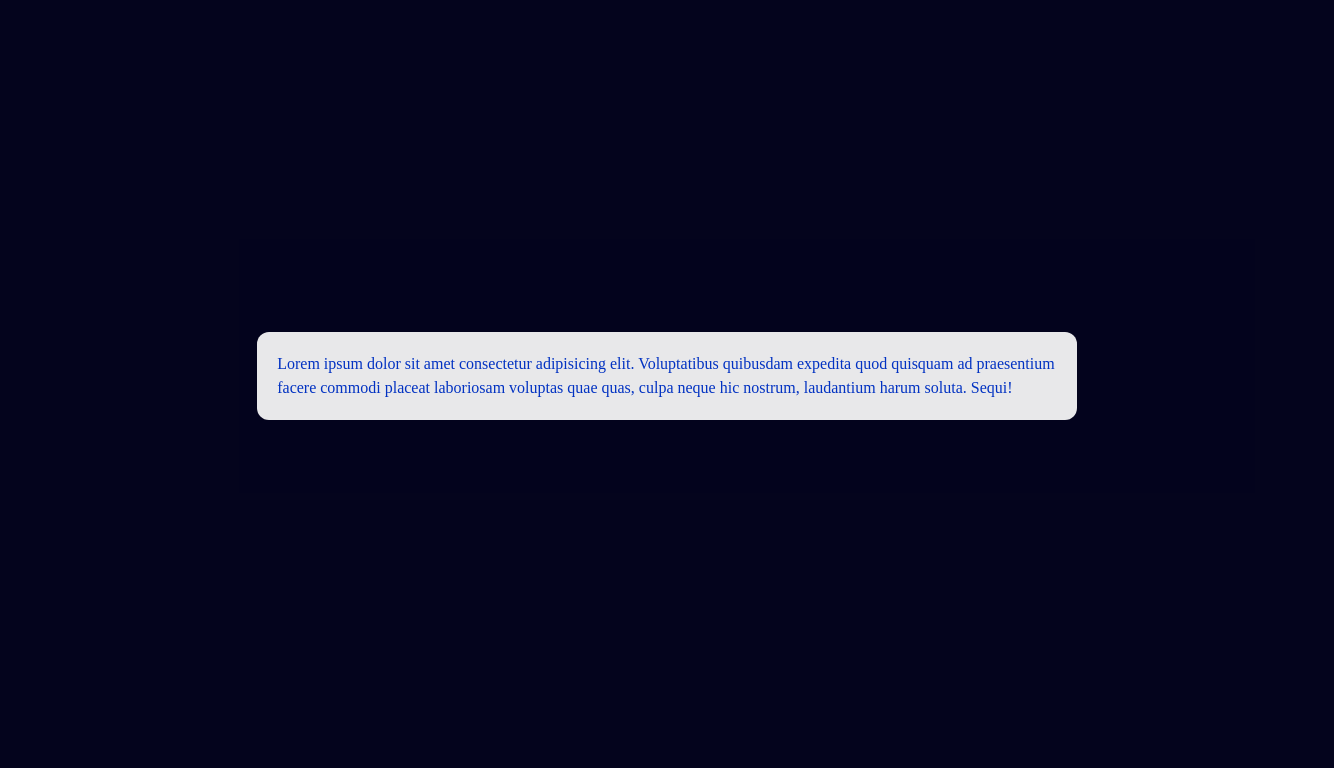 Lorem ipsum dolor sit amet consectetur adipisicing elit. Voluptatibus quibusdam expedita quod quisquam ad praesentium
facere commodi placeat laboriosam voluptas quae quas, culpa neque hic nostrum, laudantium harum soluta. Sequi!